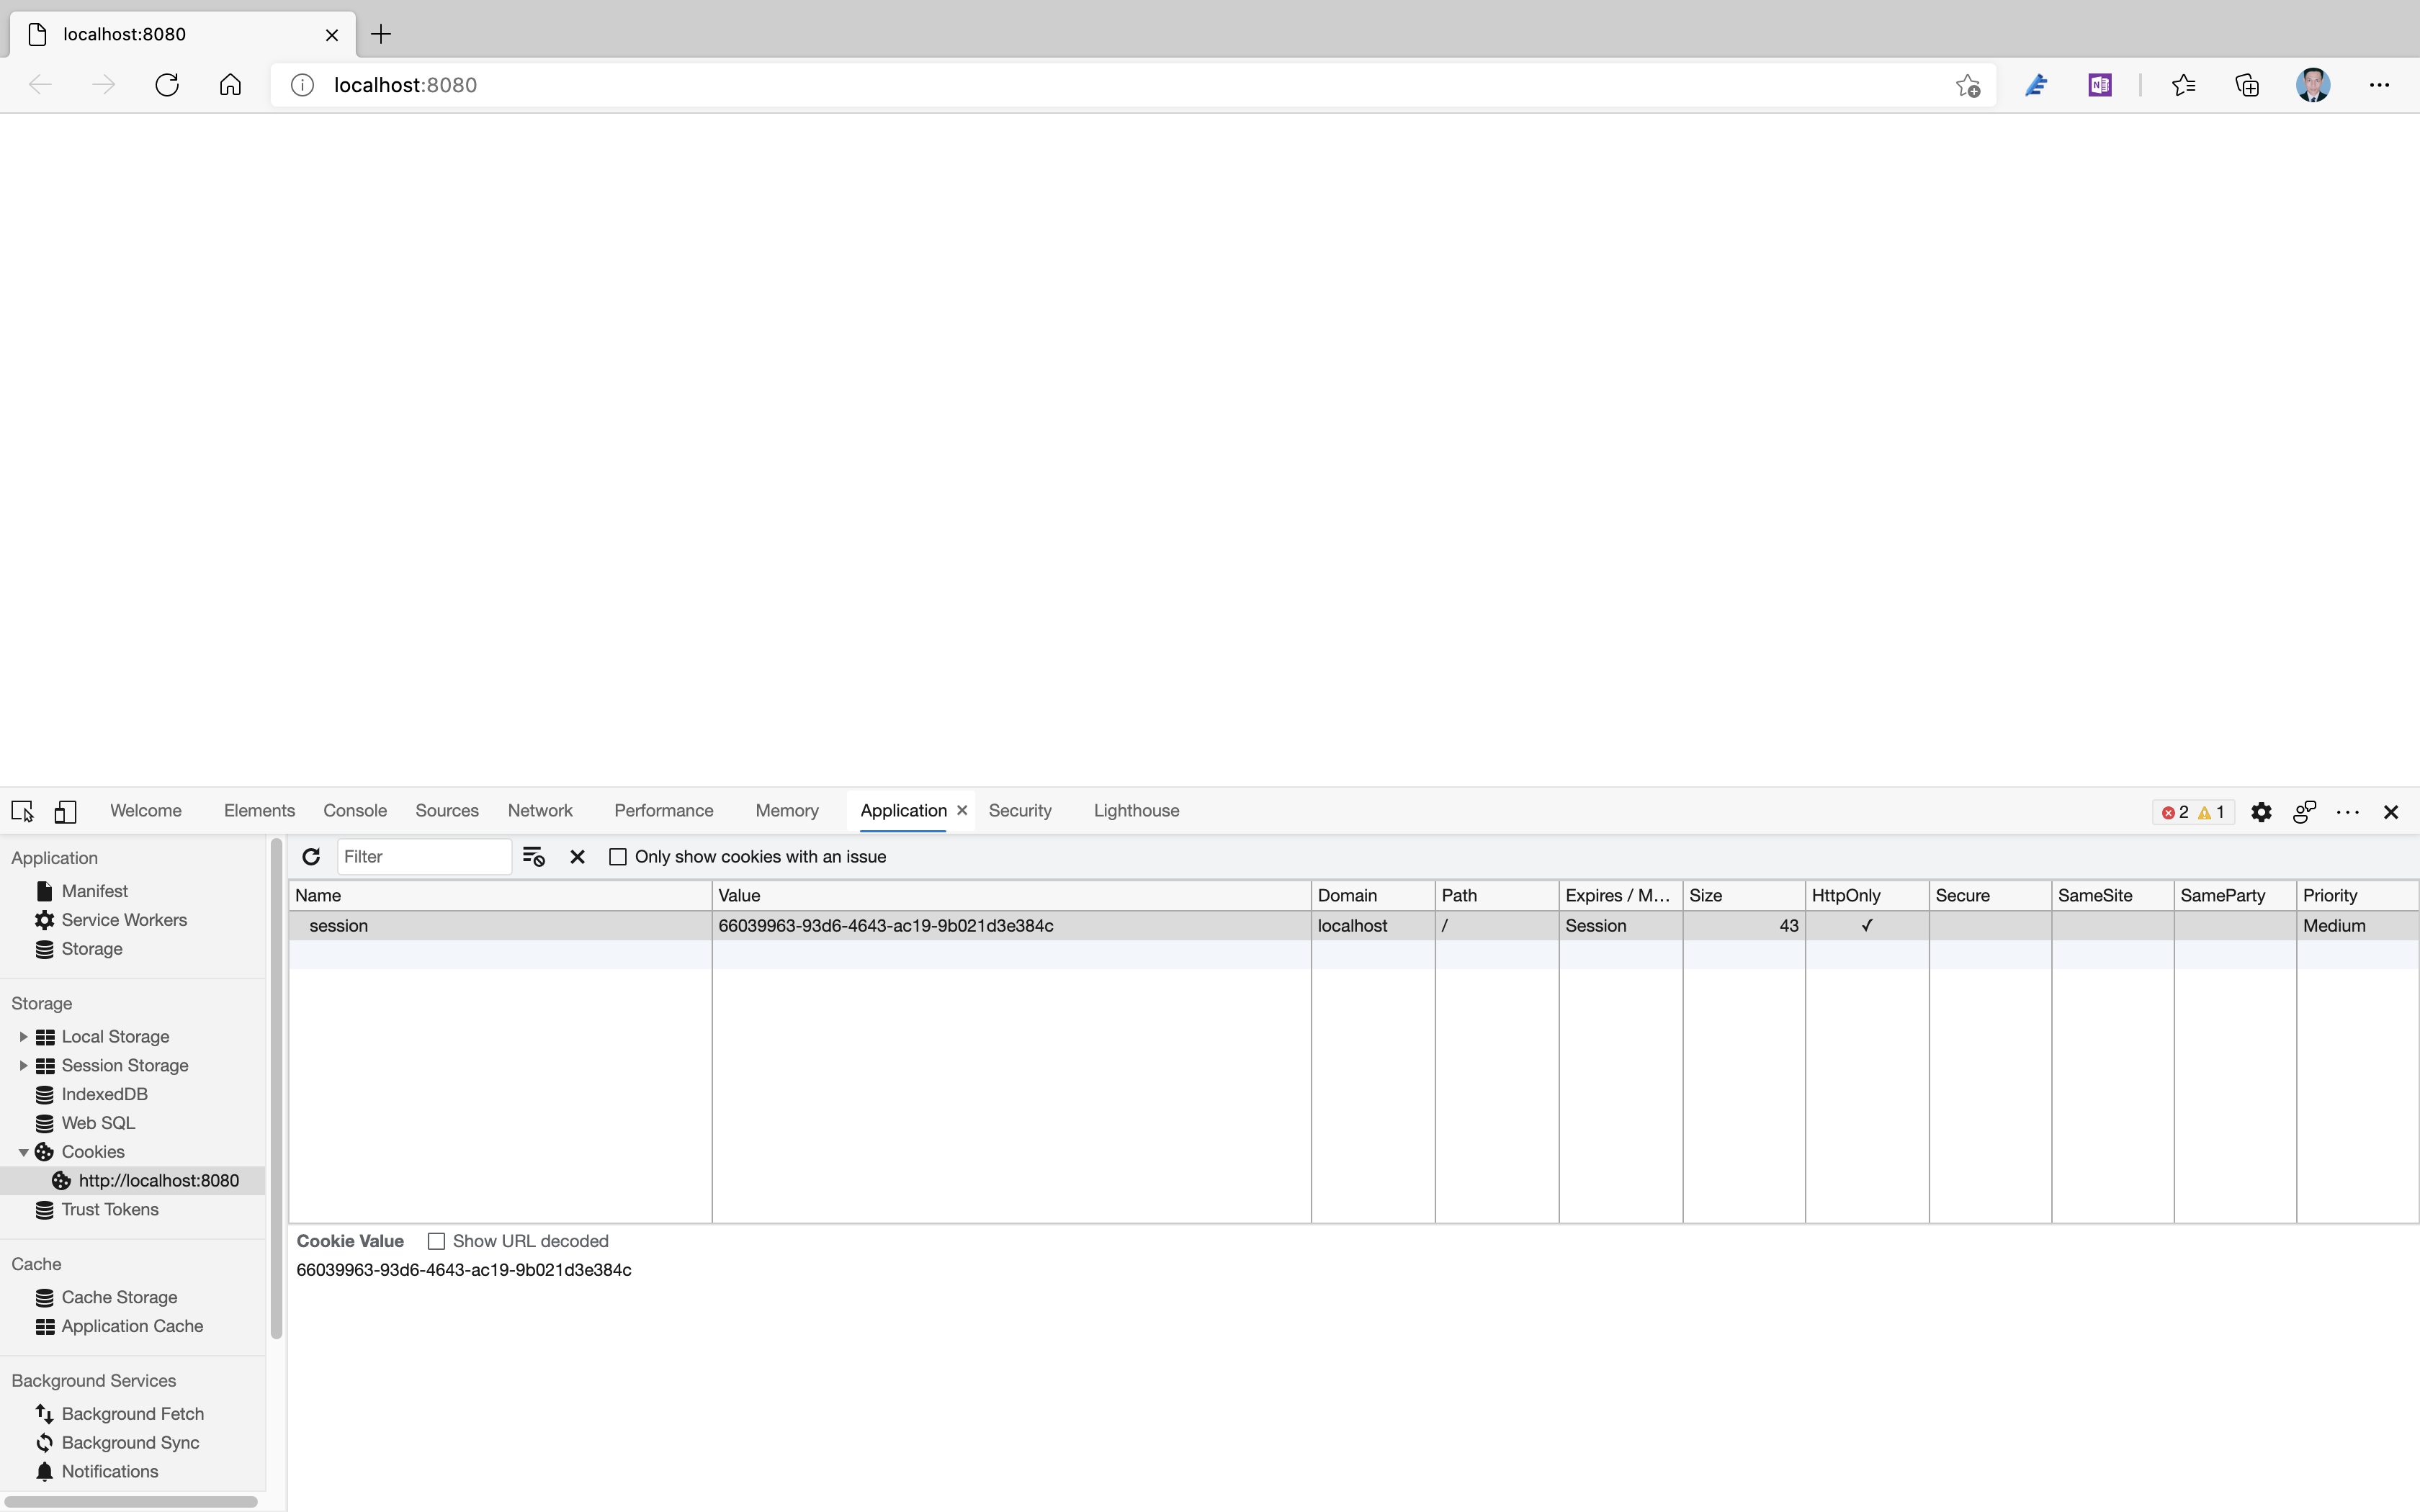 localhost:8080
localhost:8080
Welcome Elements Console Sources Network Performance Memory Application Security Lighthouse 2 1
Application
Manifest
Service Workers
Storage
Storage
Local Storage
Session Storage
IndexedDB
Web SQL
Cookies
http://localhost:8080
Trust Tokens
Cache
Cache Storage
Application Cache
Background Services
Background Fetch
Background Sync
Notifications
Filter Only show cookies with an issue
Name Value Domain Path Expires / M... Size HttpOnly Secure SameSite SameParty Priority
session 66039963-93d6-4643-ac19-9b021d3e384c localhost / Session 43 ✓ Medium
Cookie Value Show URL decoded
66039963-93d6-4643-ac19-9b021d3e384c